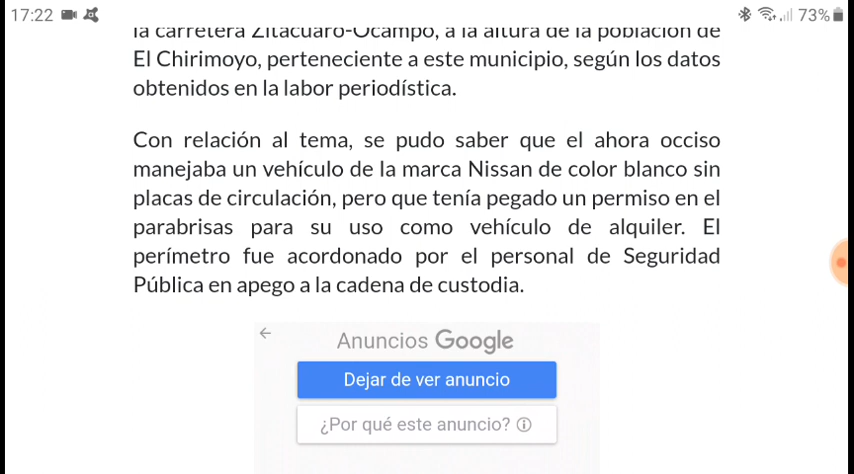 17:22
73%
la carretera Zitácuaro-Ocampo, a la altura de la población de
El Chirimoyo, perteneciente a este municipio, según los datos
obtenidos en la labor periodística.
Con relación al tema, se pudo saber que el ahora occiso
manejaba un vehículo de la marca Nissan de color blanco sin
placas de circulación, pero que tenía pegado un permiso en el
parabrisas para su uso como vehículo de alquiler. El
perímetro fue acordonado por el personal de Seguridad
Pública en apego a la cadena de custodia.
Anuncios Google
Dejar de ver anuncio
¿Por qué este anuncio?